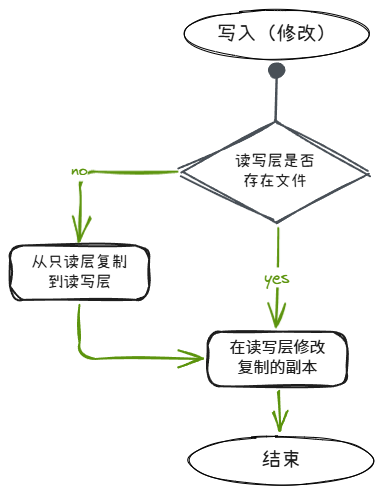 写入（修改）
读写层是否
存在文件
no
从只读层复制
到读写层
yes
在读写层修改
复制的副本
结束